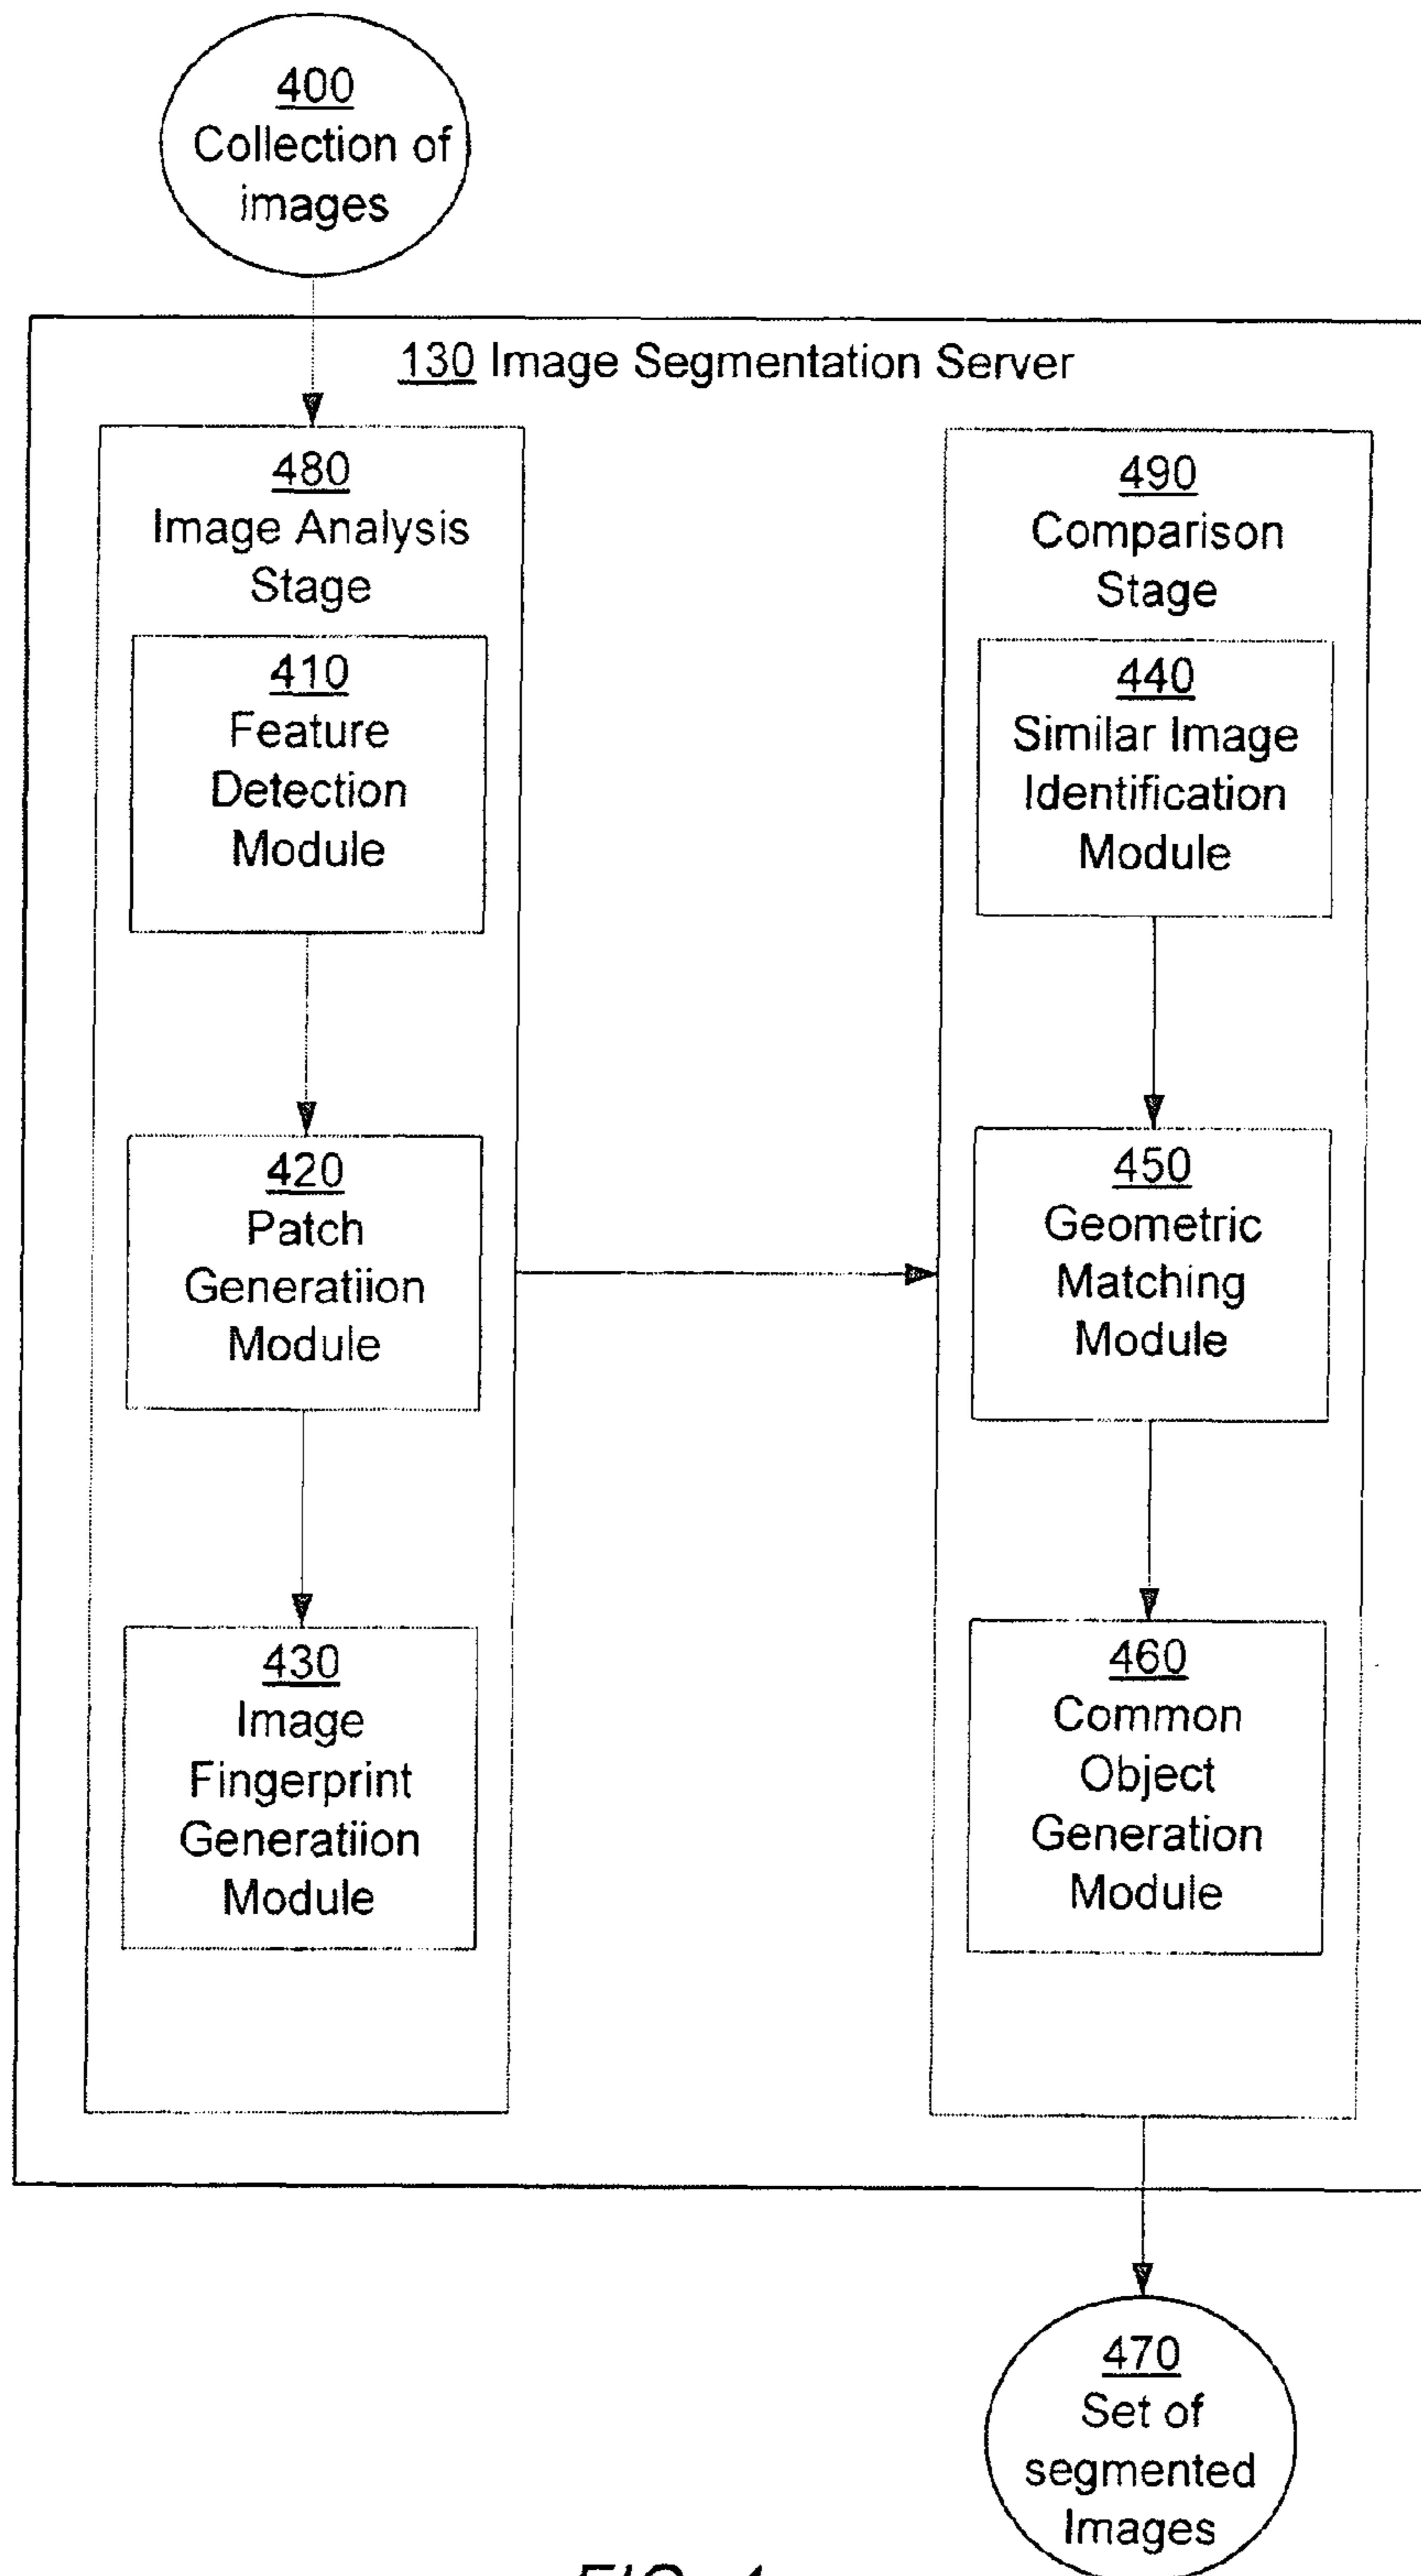 400
Collection of
images
130 Image Segmentation Server
480
Image Analysis
Stage
410
Feature
Detection
Module
420
Patch
Generatiion
Module
430
Image
Fingerprint
Generatiion
Module
490
Comparison
Stage
440
Similar Image
Identification
Module
450
Geometric
Matching
Module
460
Common
Object
Generation
Module
470
Set of
segmented
Images
FIG. 4